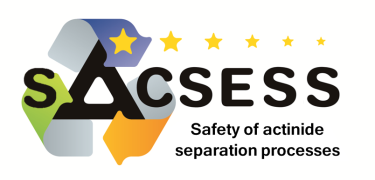 SACSESS
Safety of actinide
separation processes